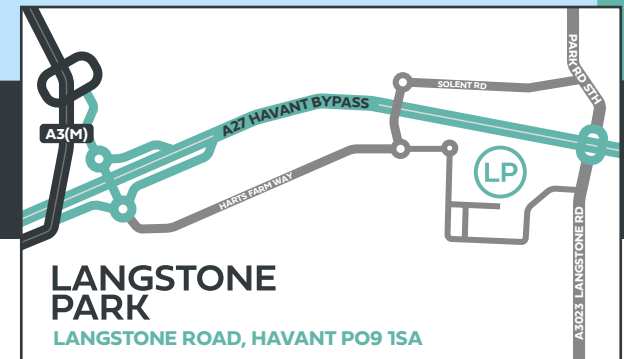 PARK RD STH
SOLENT RD
A27 HAVANT BYPASS
A3(M)
LP
HARTS FARM WAY
A3023 LANGSTONE RD
LANGSTONE
PARK
LANGSTONE ROAD, HAVANT PO9 1SA